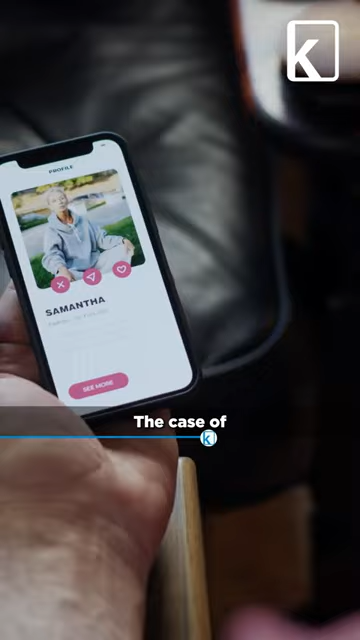 K
PROFILE
SAMANTHA
SEE MORE
The case of
K